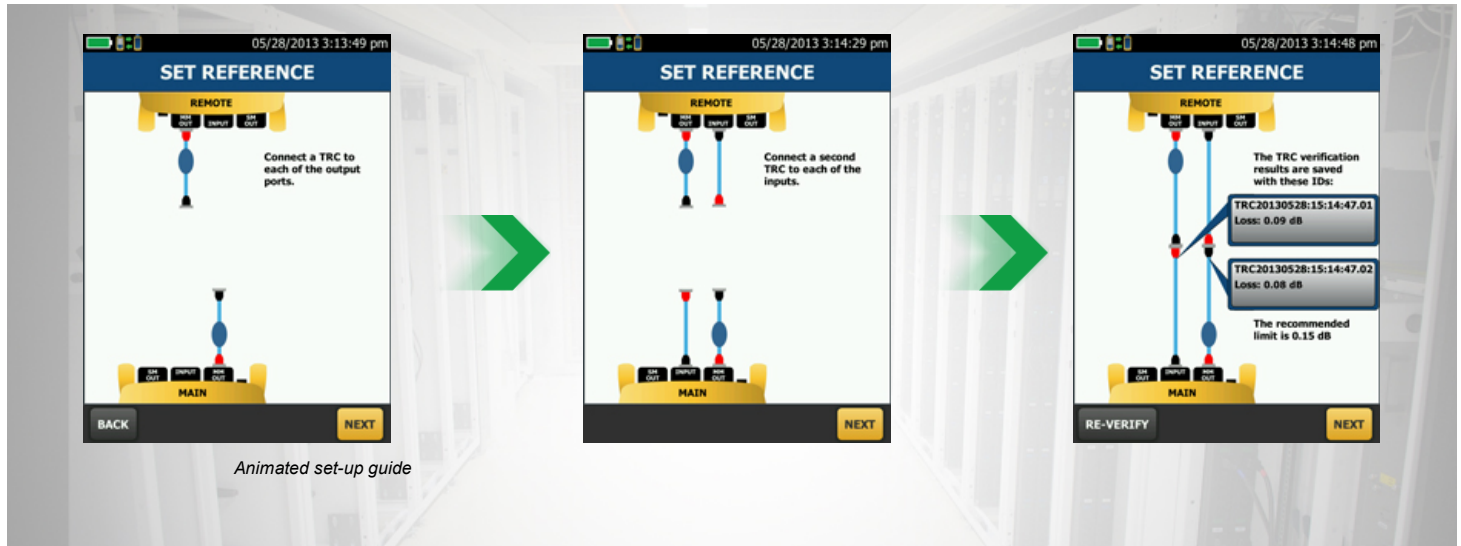 05/28/2013 3:13:49 pm
SET REFERENCE
REMOTE
MM OUT
INPUT
SM OUT
Connect a TRC to
each of the output
ports.
SM OUT
INPUT
MM OUT
MAIN
BACK
NEXT
Animated set-up guide
05/28/2013 3:14:29 pm
SET REFERENCE
REMOTE
MM OUT
INPUT
SM OUT
Connect a second
TRC to each of the
inputs.
SM OUT
INPUT
MM OUT
MAIN
NEXT
05/28/2013 3:14:48 pm
SET REFERENCE
REMOTE
MM OUT
INPUT
SM OUT
The TRC verification
results are saved
with these IDs:
TRC20130528:15:14:47.01
Loss: 0.09 dB
TRC20130528:15:14:47.02
Loss: 0.08 dB
The recommended
limit is 0.15 dB
SM OUT
INPUT
MM OUT
MAIN
RE-VERIFY
NEXT